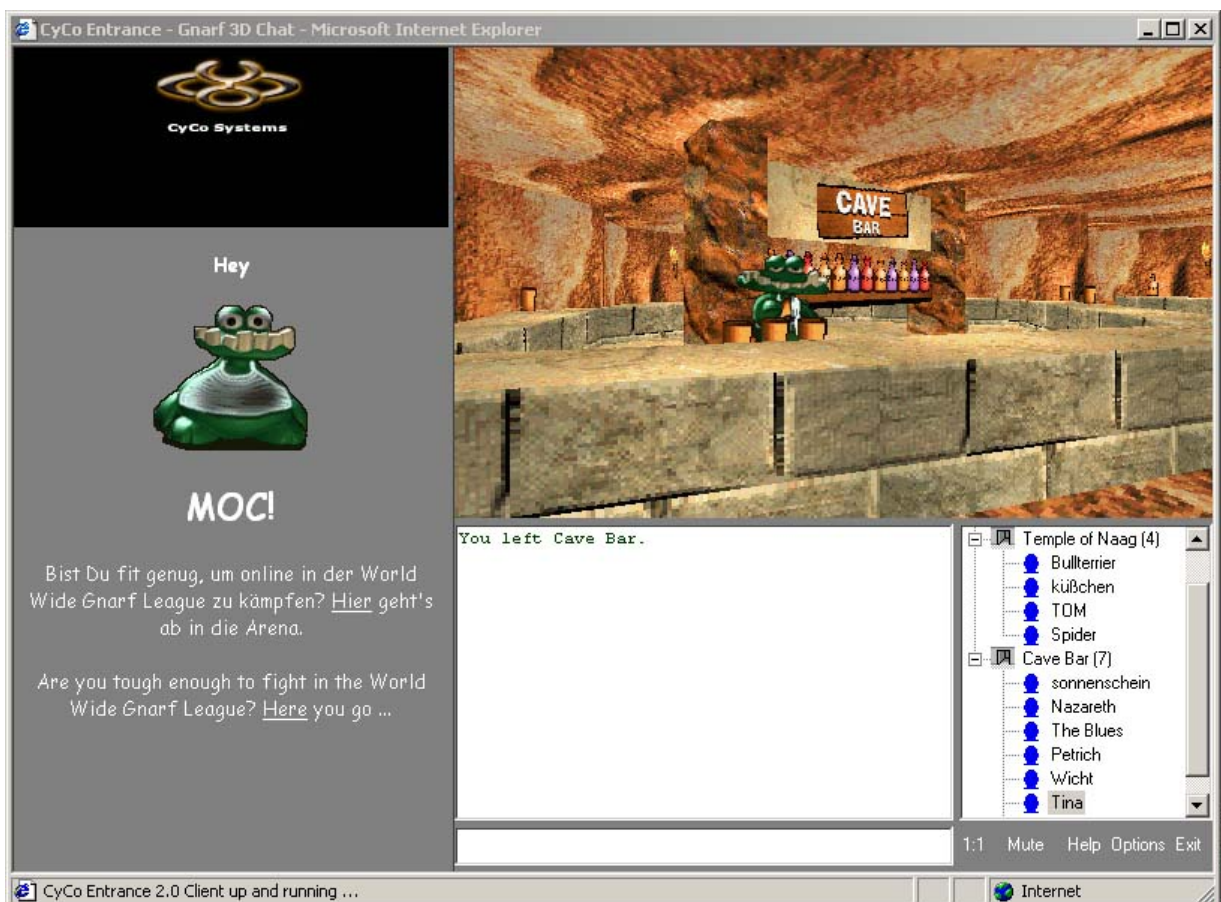 CyCo Entrance - Gnarf 3D Chat - Microsoft Internet Explorer
CyCo Systems
Hey
MOC!
Bist Du fit genug, um online in der World
Wide Gnarf League zu kämpfen? Hier geht's
ab in die Arena.
Are you tough enough to fight in the World
Wide Gnarf League? Here you go ...
CAVE
BAR
You left Cave Bar.
Temple of Naag (4)
Bullterrier
küßchen
TOM
Spider
Cave Bar (7)
sonnenschein
Nazareth
The Blues
Petrich
Wicht
Tina
1:1 Mute Help Options Exit
CyCo Entrance 2.0 Client up and running ...
Internet